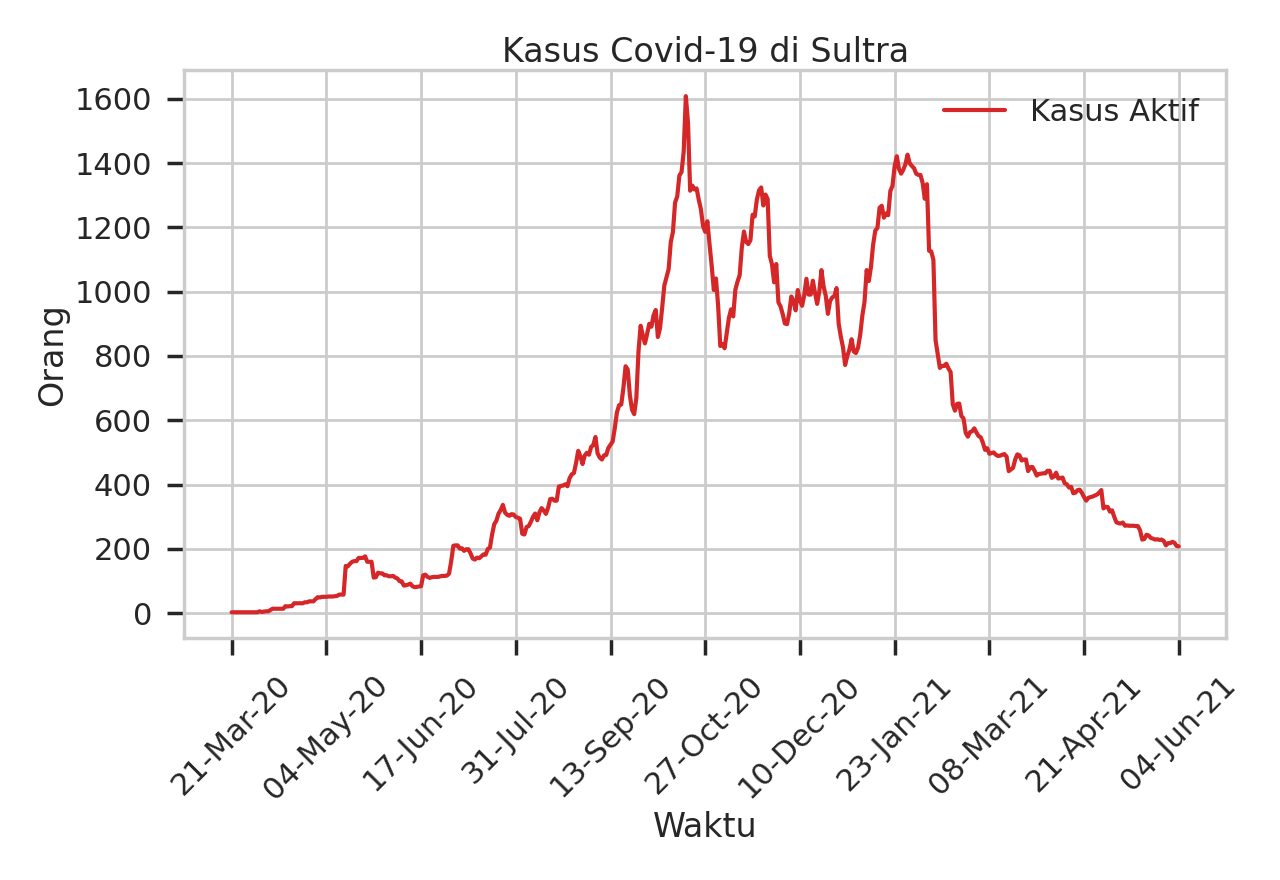 Kasus Covid-19 di Sultra
Kasus Aktif
1600
1400
1200
1000
800
600
400
200
0
Orang
21-Mar-20
04-May-20
17-Jun-20
31-Jul-20
13-Sep-20
27-Oct-20
10-Dec-20
23-Jan-21
08-Mar-21
21-Apr-21
04-Jun-21
Waktu